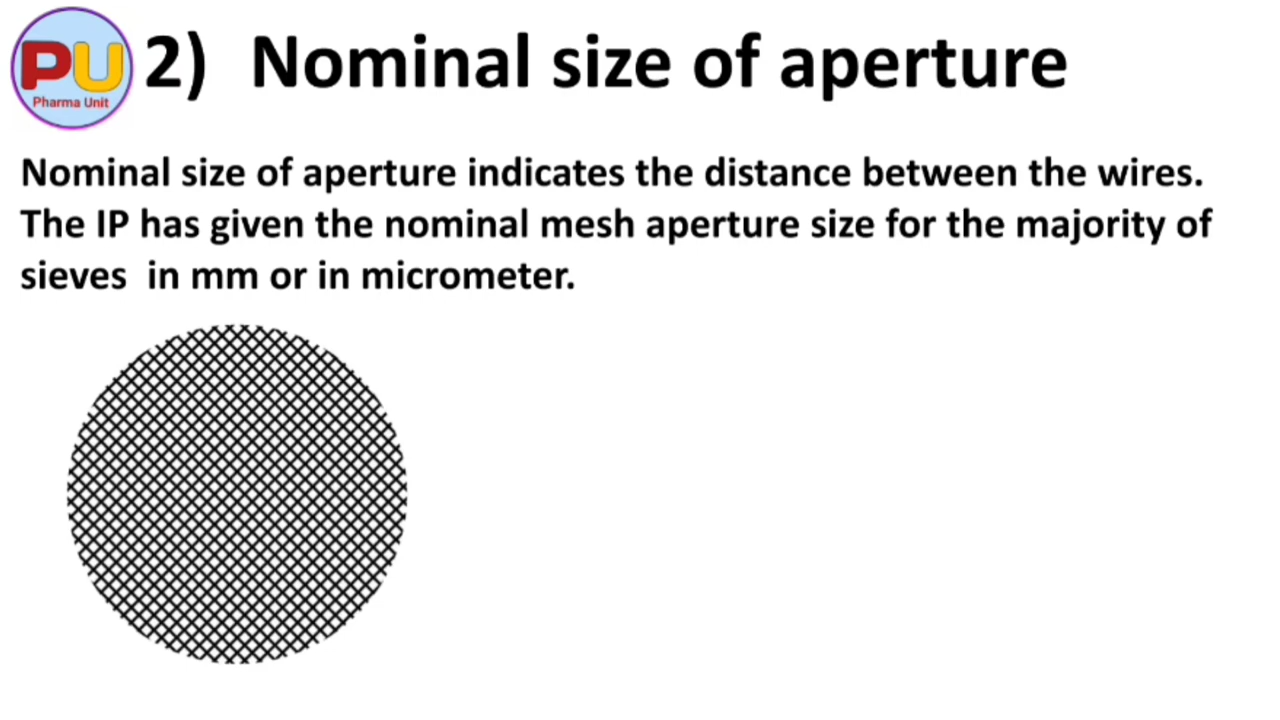 PU
Pharma Unit
2) Nominal size of aperture
Nominal size of aperture indicates the distance between the wires.
The IP has given the nominal mesh aperture size for the majority of
sieves in mm or in micrometer.